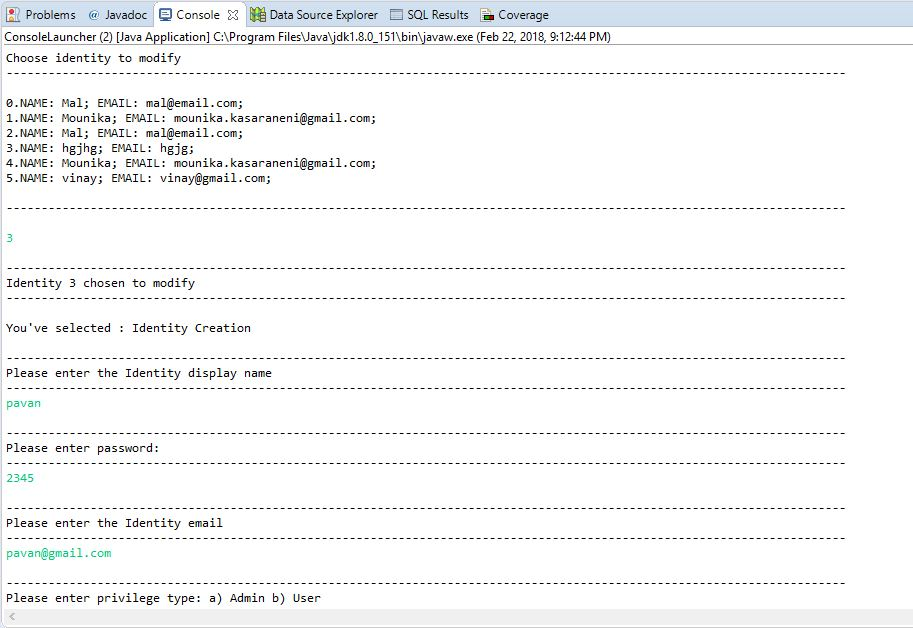 Problems @ Javadoc Console Data Source Explorer SQL Results Coverage
ConsoleLauncher (2) [Java Application] C:\Program Files\Java\jdk1.8.0_151\bin\javaw.exe (Feb 22, 2018, 9:12:44 PM)
Choose identity to modify
------------------------------------------------------------------------------------------------------------------------
0.NAME: Mal; EMAIL: mal@email.com;
1.NAME: Mounika; EMAIL: mounika.kasaraneni@gmail.com;
2.NAME: Mal; EMAIL: mal@email.com;
3.NAME: hgjhg; EMAIL: hgjg;
4.NAME: Mounika; EMAIL: mounika.kasaraneni@gmail.com;
5.NAME: vinay; EMAIL: vinay@gmail.com;
------------------------------------------------------------------------------------------------------------------------
3
------------------------------------------------------------------------------------------------------------------------
Identity 3 chosen to modify
------------------------------------------------------------------------------------------------------------------------
You've selected : Identity Creation
------------------------------------------------------------------------------------------------------------------------
Please enter the Identity display name
------------------------------------------------------------------------------------------------------------------------
pavan
------------------------------------------------------------------------------------------------------------------------
Please enter password:
------------------------------------------------------------------------------------------------------------------------
2345
------------------------------------------------------------------------------------------------------------------------
Please enter the Identity email
------------------------------------------------------------------------------------------------------------------------
pavan@gmail.com
------------------------------------------------------------------------------------------------------------------------
Please enter privilege type: a) Admin b) User